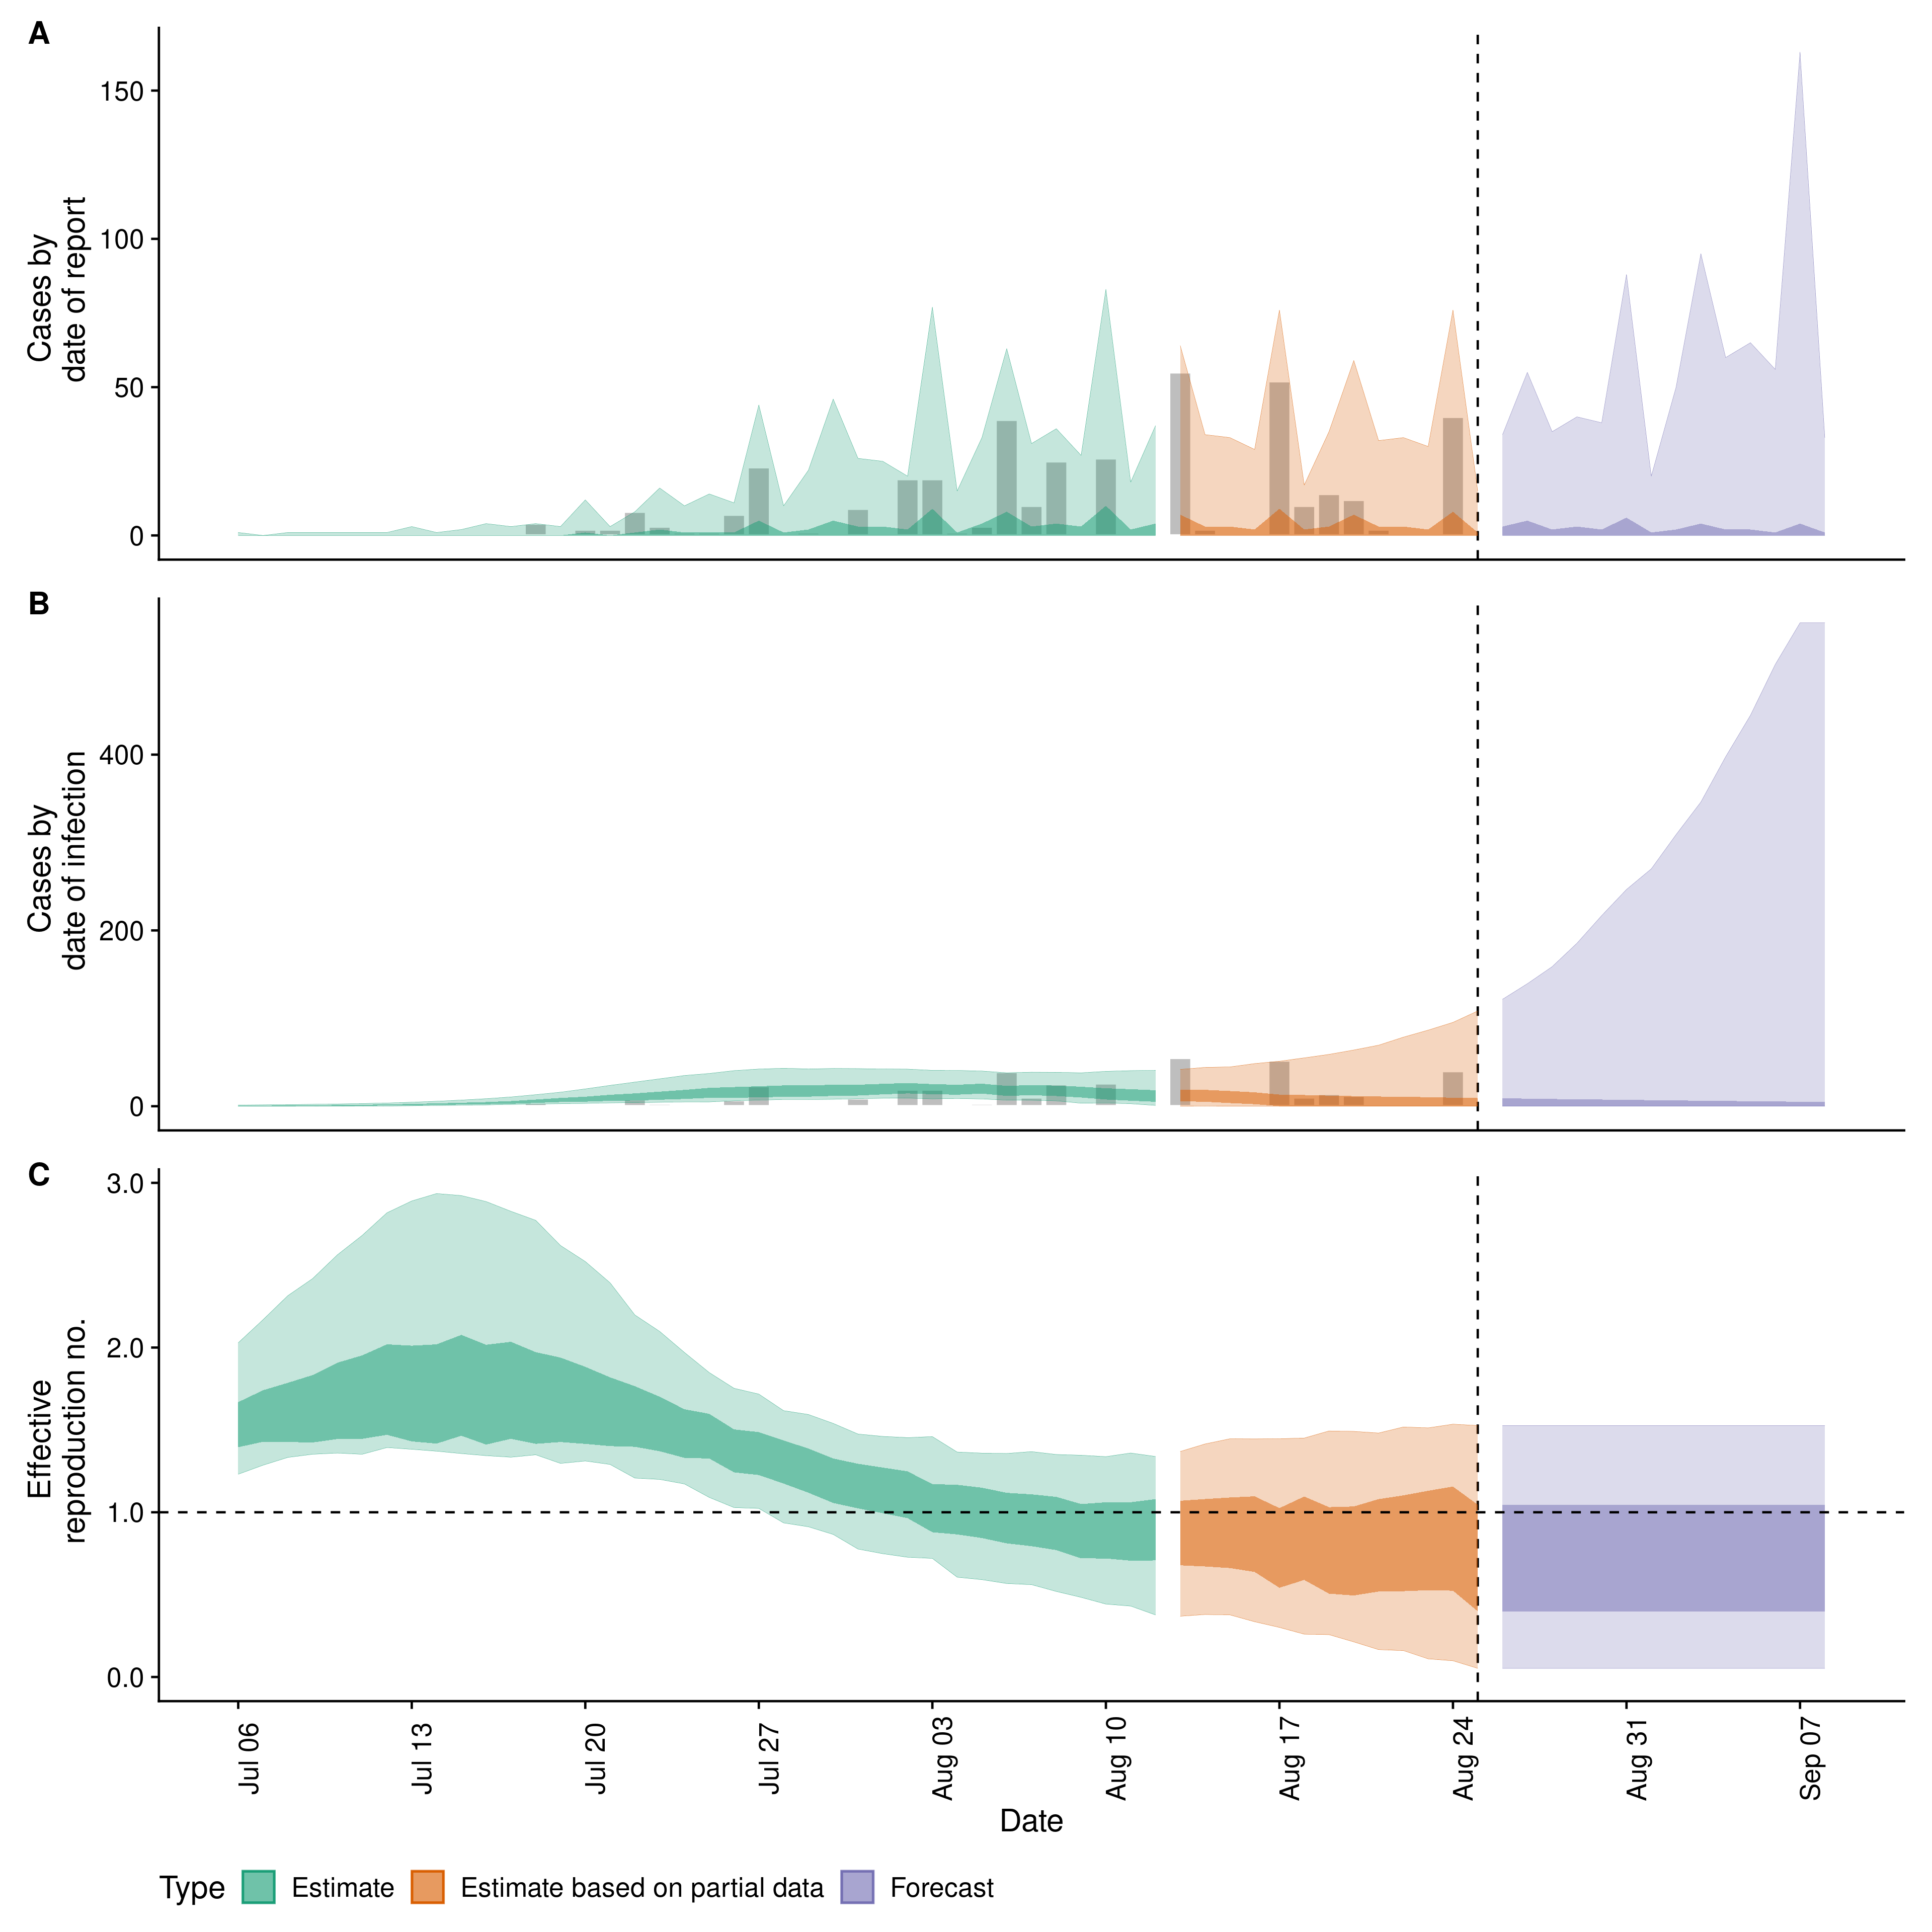 A
Cases by
date of report
150
100
50
0
B
Cases by
date of infection
400
200
0
C
Effective
reproduction no.
3.0
2.0
1.0
0.0
Jul 06
Jul 13
Jul 20
Jul 27
Aug 03
Aug 10
Aug 17
Aug 24
Aug 31
Sep 07
Date
Type Estimate Estimate based on partial data Forecast